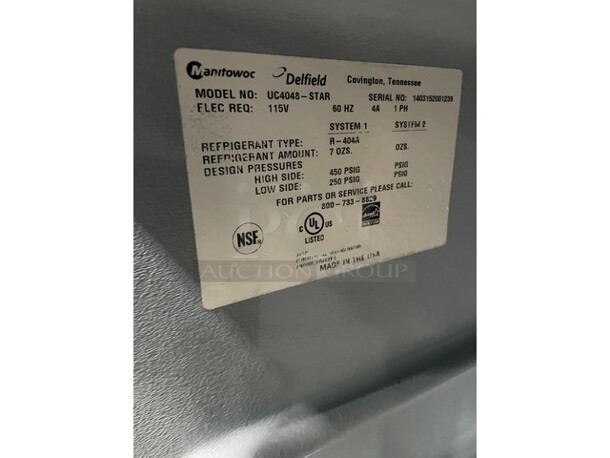 Manitowoc Delfield Covington, Tennessee
MODEL NO: UC4048-STAR SERIAL NO: 1403152001239
ELEC REQ: 115V 60 HZ 4A 1 PH
SYSTEM 1 SYSTEM 2
REFRIGERANT TYPE: R-404A
REFRIGERANT AMOUNT: 7 OZS. OZS.
DESIGN PRESSURES
HIGH SIDE: 450 PSIG PSIG
LOW SIDE: 250 PSIG PSIG
FOR PARTS OR SERVICE PLEASE CALL:
800-733-8829
NSF
C UL US
LISTED
MADE IN THE USA
AUCTION GROUP